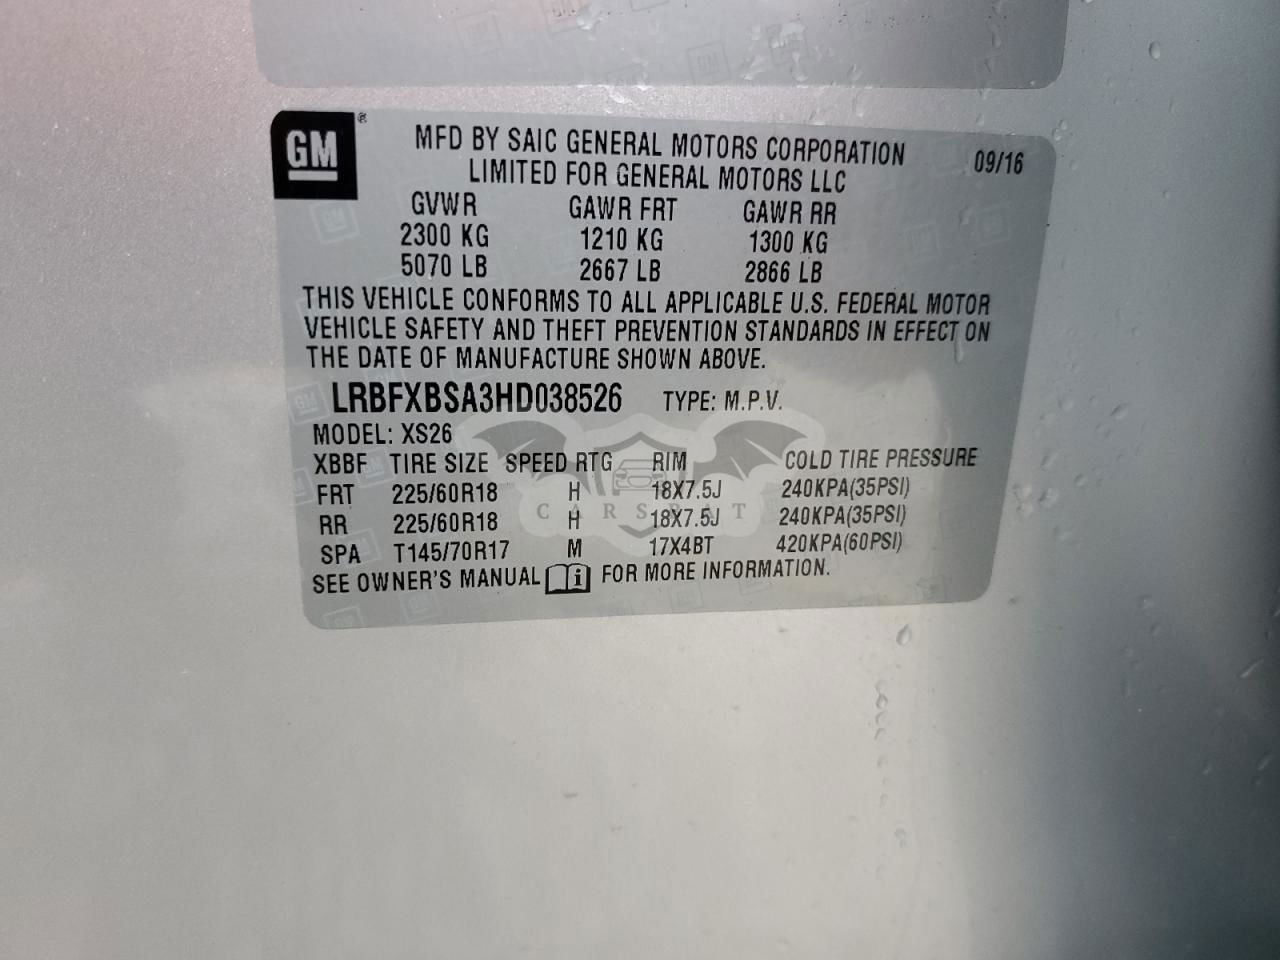 GM ®
MFD BY SAIC GENERAL MOTORS CORPORATION 09/16
LIMITED FOR GENERAL MOTORS LLC
GVWR GAWR FRT GAWR RR
2300 KG 1210 KG 1300 KG
5070 LB 2667 LB 2866 LB
THIS VEHICLE CONFORMS TO ALL APPLICABLE U.S. FEDERAL MOTOR
VEHICLE SAFETY AND THEFT PREVENTION STANDARDS IN EFFECT ON
THE DATE OF MANUFACTURE SHOWN ABOVE.
LRBFXBSA3HD038526 TYPE: M.P.V.
MODEL: XS26
XBBF TIRE SIZE SPEED RTG RIM COLD TIRE PRESSURE
FRT 225/60R18 H 18X7.5J 240KPA(35PSI)
RR 225/60R18 H 18X7.5J 240KPA(35PSI)
SPA T145/70R17 M 17X4BT 420KPA(60PSI)
SEE OWNER'S MANUAL i FOR MORE INFORMATION.
CARSBAT